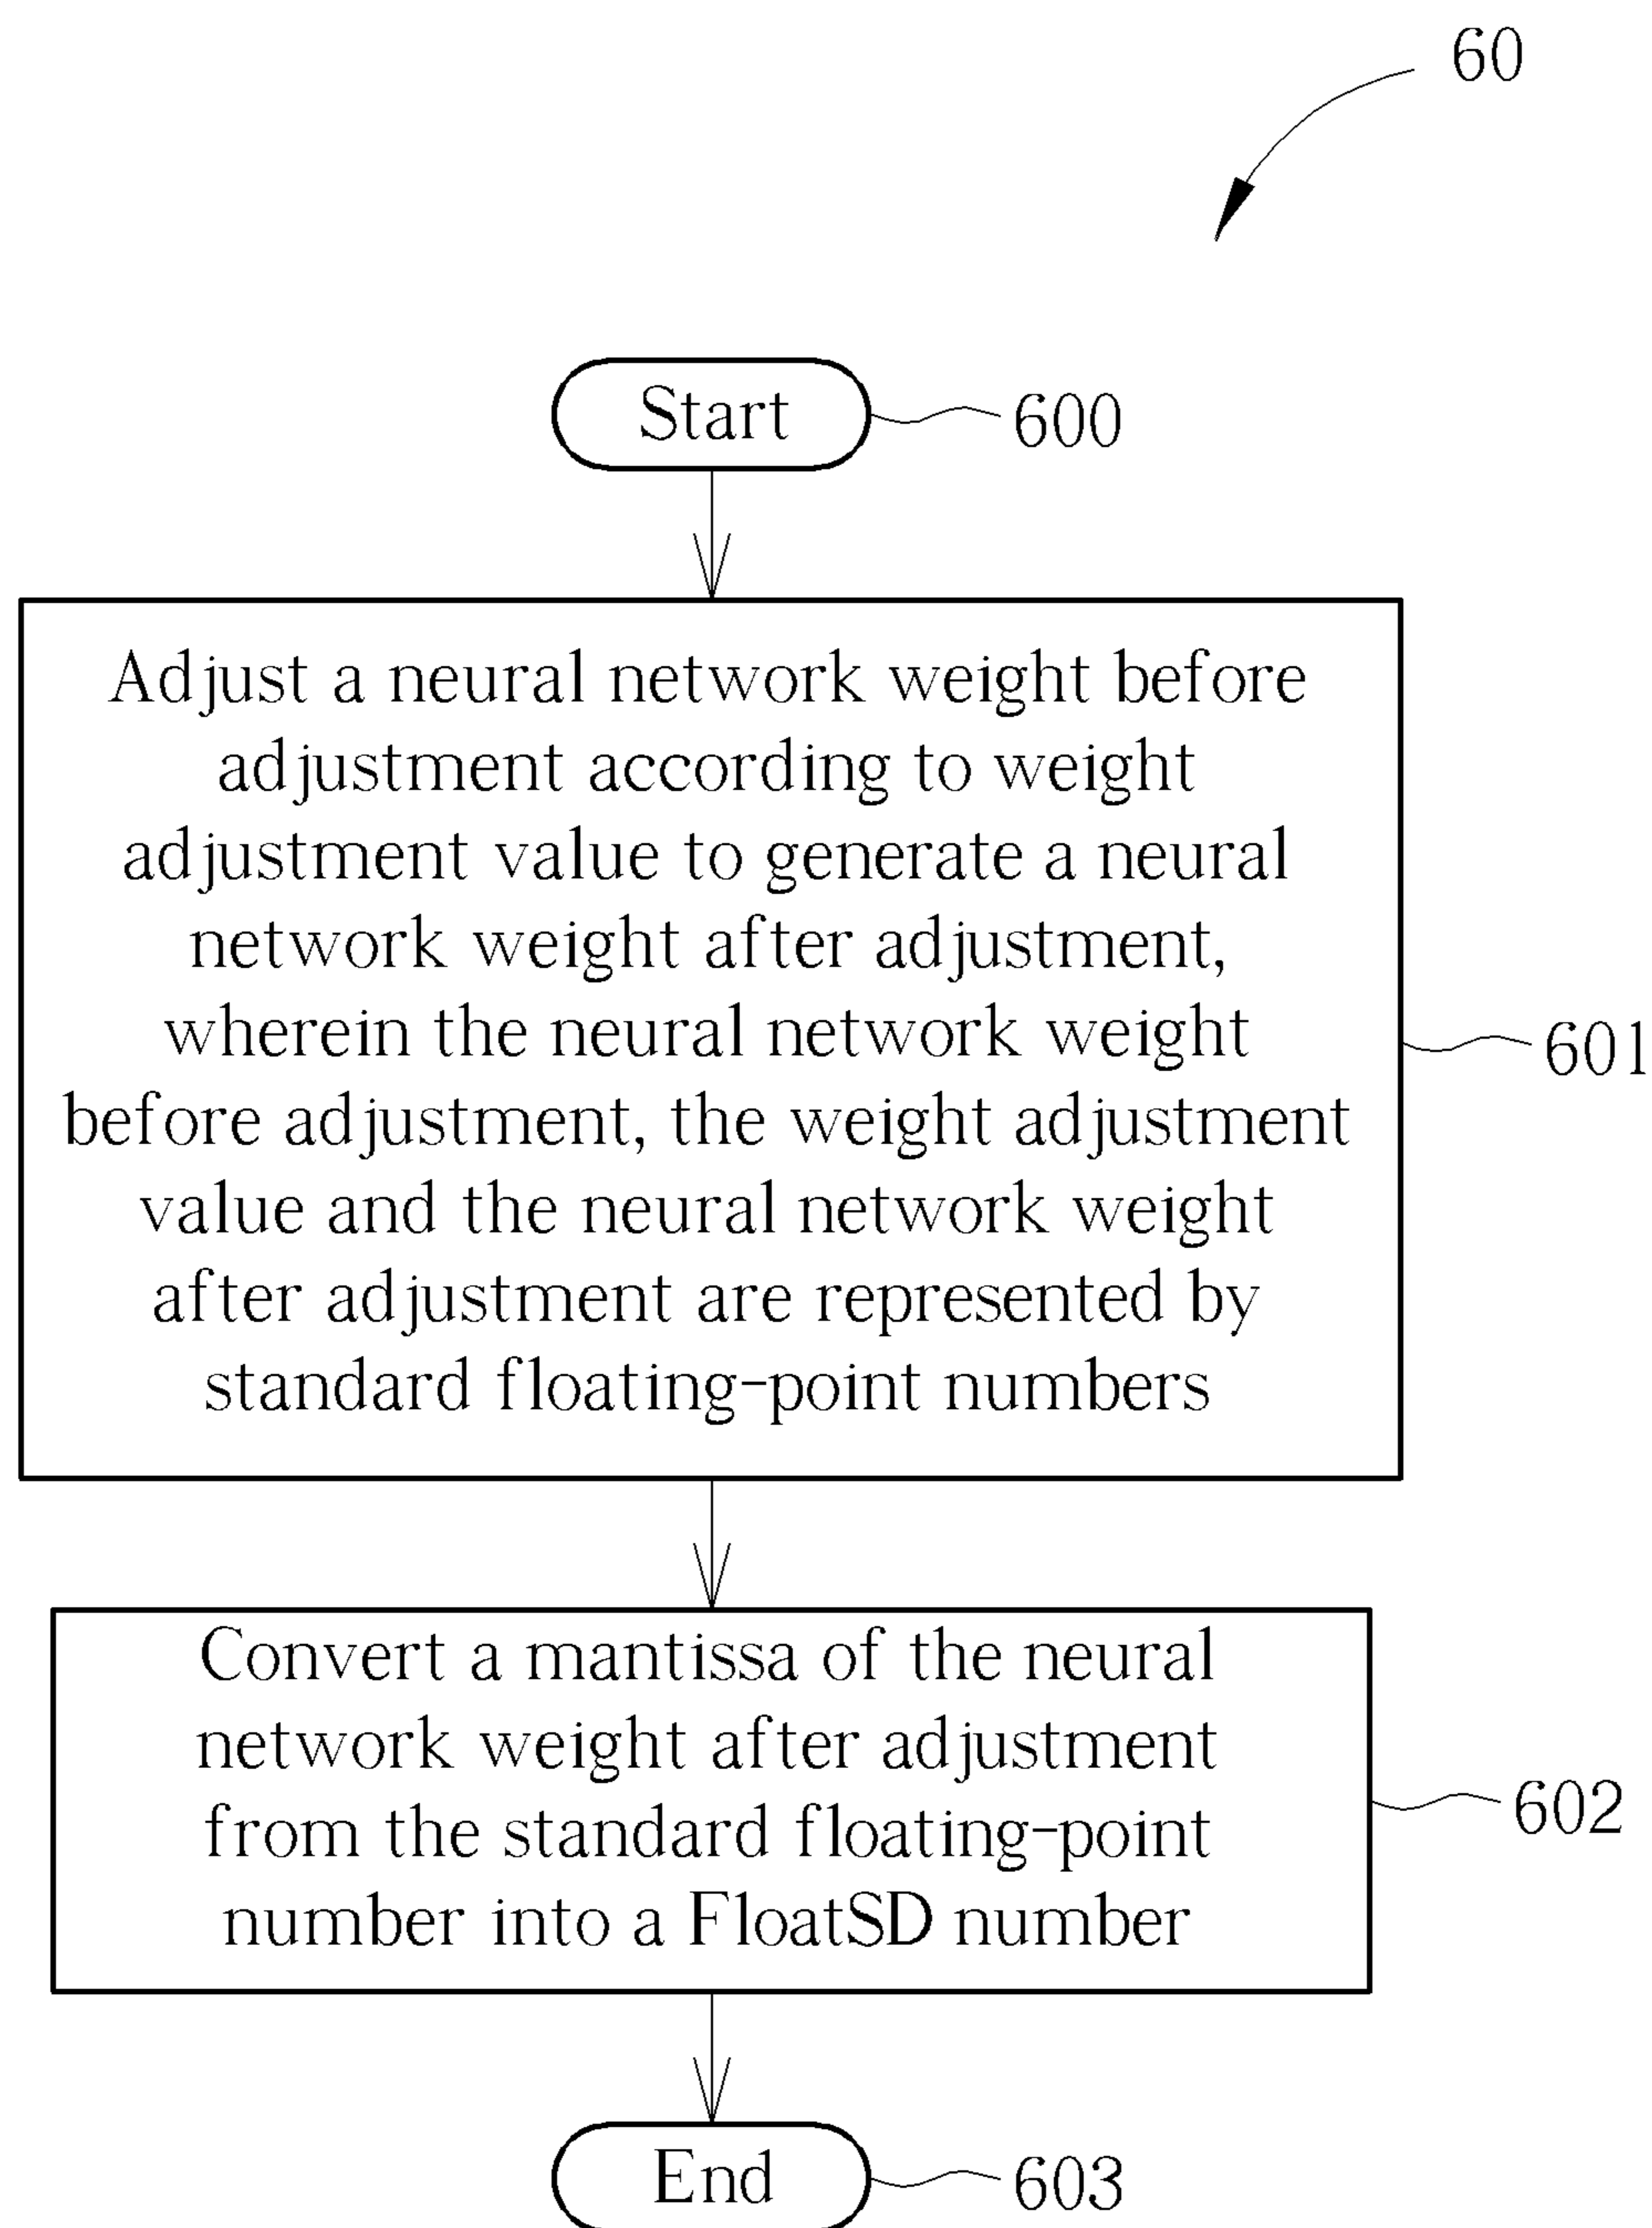 60
Start
600
Adjust a neural network weight before
adjustment according to weight
adjustment value to generate a neural
network weight after adjustment,
wherein the neural network weight
before adjustment, the weight adjustment
value and the neural network weight
after adjustment are represented by
standard floating-point numbers
601
Convert a mantissa of the neural
network weight after adjustment
from the standard floating-point
number into a FloatSD number
602
End
603